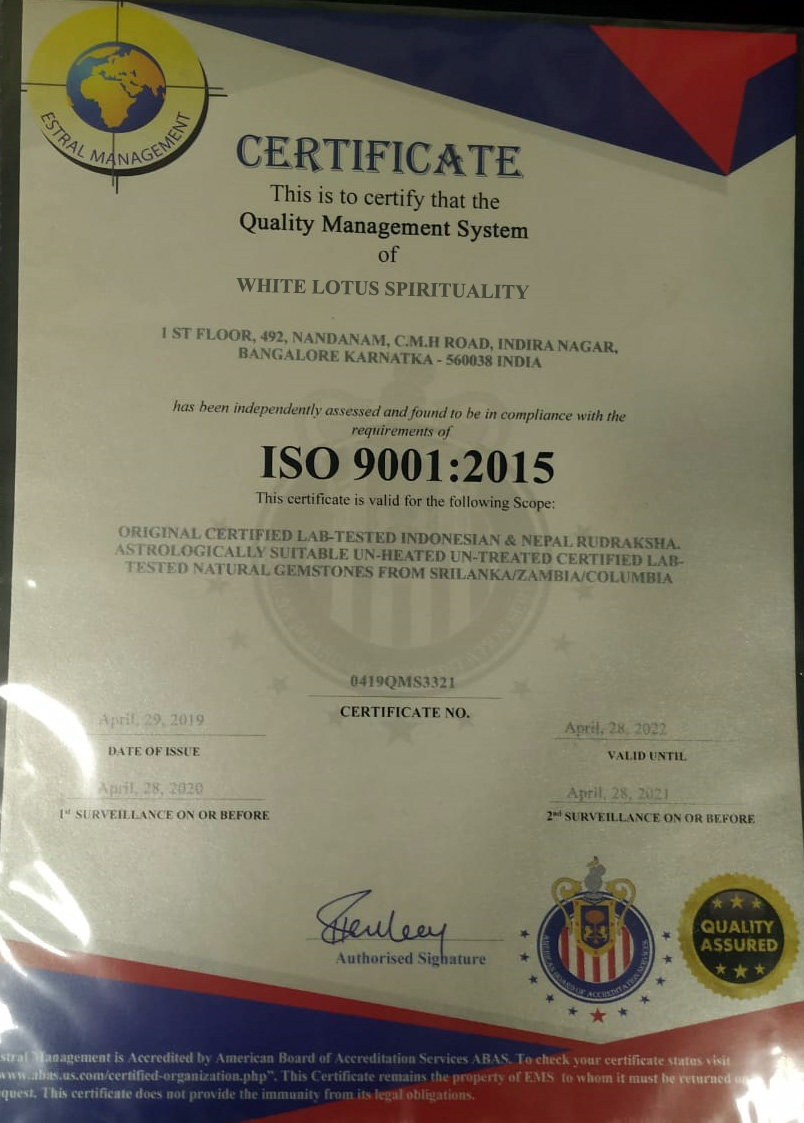 ESTRAL MANAGEMENT
CERTIFICATE
This is to certify that the
Quality Management System
of
WHITE LOTUS SPIRITUALITY
1 ST FLOOR, 492, NANDANAM, C.M.H ROAD, INDIRA NAGAR,
BANGALORE KARNATKA - 560038 INDIA
has been independently assessed and found to be in compliance with the
requirements of
ISO 9001:2015
This certificate is valid for the following Scope:
ORIGINAL CERTIFIED LAB-TESTED INDONESIAN & NEPAL RUDRAKSHA.
ASTROLOGICALLY SUITABLE UN-HEATED UN-TREATED CERTIFIED LAB-
TESTED NATURAL GEMSTONES FROM SRILANKA/ZAMBIA/COLUMBIA
0419QMS3321
CERTIFICATE NO.
April, 29, 2019
DATE OF ISSUE
April, 28, 2022
VALID UNTIL
April, 28, 2020
1st SURVEILLANCE ON OR BEFORE
April, 28, 2021
2nd SURVEILLANCE ON OR BEFORE
Authorised Signature
AMERICAN BOARD OF ACCREDITATION SERVICES
QUALITY
ASSURED
stral Management is Accredited by American Board of Accreditation Services ABAS. To check your certificate status visit
www.abas.us.com/certified-organization.php". This Certificate remains the property of EMS to whom it must be returned
quest. This certificate does not provide the immunity from its legal obligations.